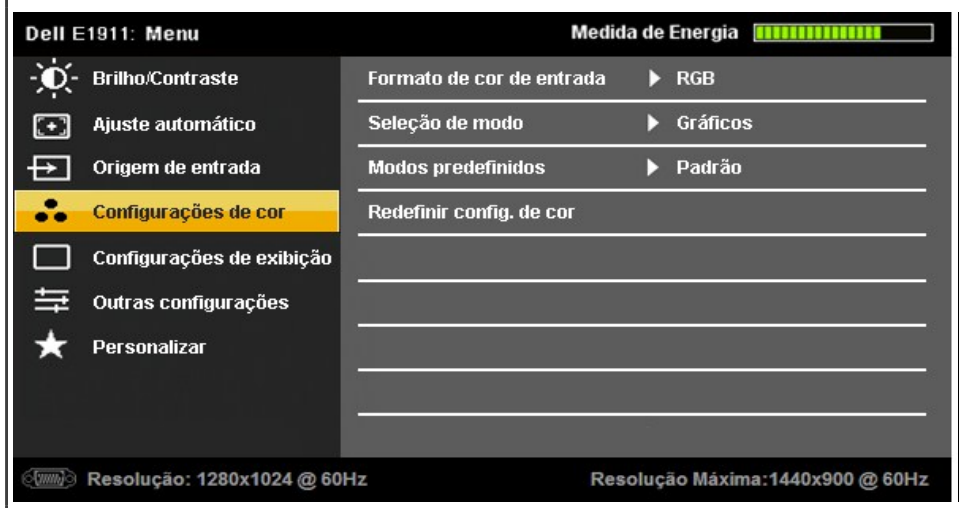 Dell E1911: Menu
Medida de Energia
Brilho/Contraste
Ajuste automático
Origem de entrada
Configurações de cor
Configurações de exibição
Outras configurações
Personalizar
Formato de cor de entrada RGB
Seleção de modo Gráficos
Modos predefinidos Padrão
Redefinir config. de cor
Resolução: 1280x1024 @ 60Hz
Resolução Máxima:1440x900 @ 60Hz